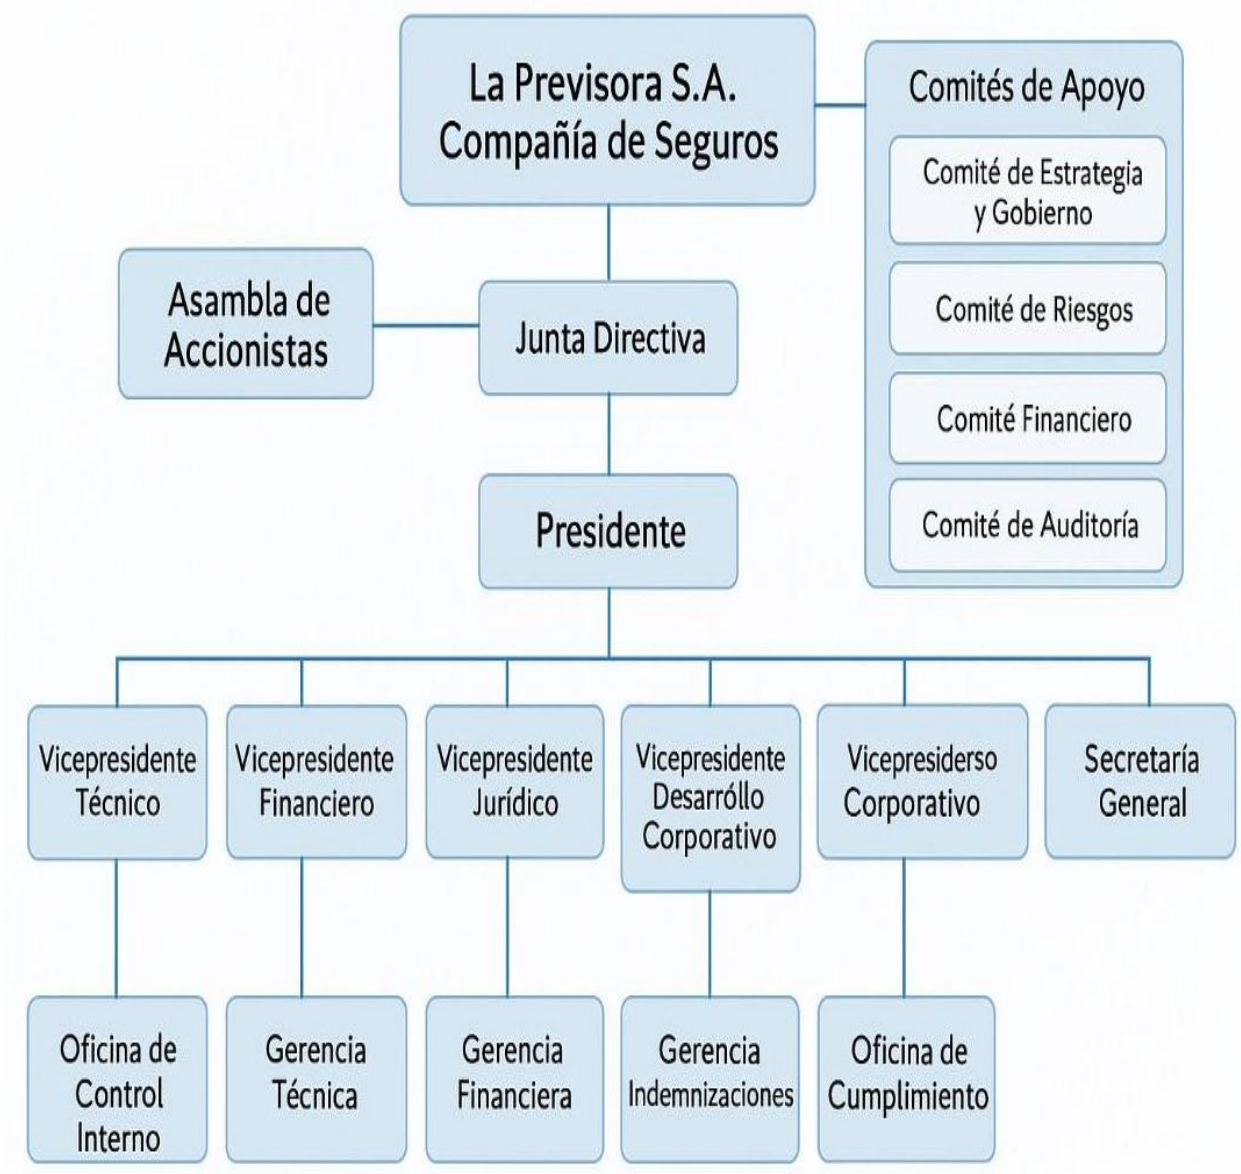 La Previsora S.A.
Compañía de Seguros
Comités de Apoyo
Comité de Estrategia
y Gobierno
Comité de Riesgos
Comité Financiero
Comité de Auditoría
Asambla de
Accionistas
Junta Directiva
Presidente
Vicepresidente
Técnico
Vicepresidente
Financiero
Vicepresidente
Jurídico
Vicepresidente
Desarróllo
Corporativo
Vicepresiderso
Corporativo
Secretaría
General
Oficina de
Control
Interno
Gerencia
Técnica
Gerencia
Financiera
Gerencia
Indemnizaciones
Oficina de
Cumplimiento